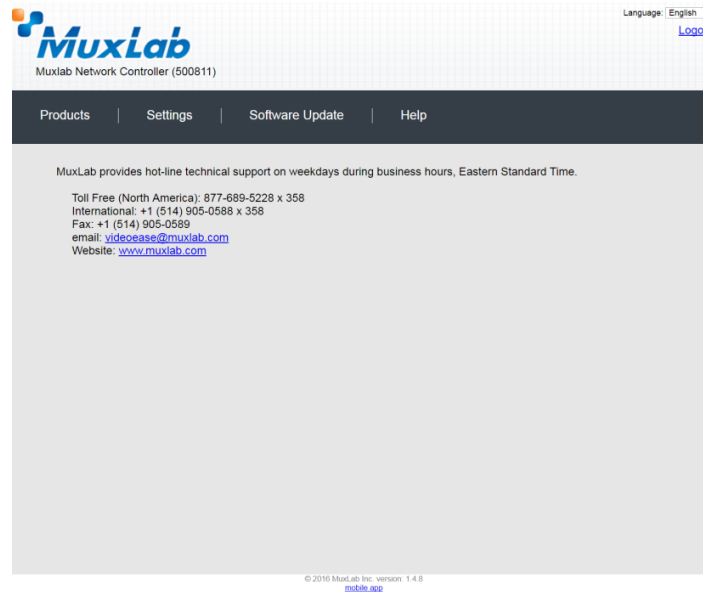 Language: English
Logo
MuxLab
Muxlab Network Controller (500811)
Products | Settings | Software Update | Help
MuxLab provides hot-line technical support on weekdays during business hours, Eastern Standard Time.
Toll Free (North America): 877-689-5228 x 358
International: +1 (514) 905-0588 x 358
Fax: +1 (514) 905-0589
email: videoease@muxlab.com
Website: www.muxlab.com
© 2016 MuxLab Inc. version: 1.4.8
mobile app